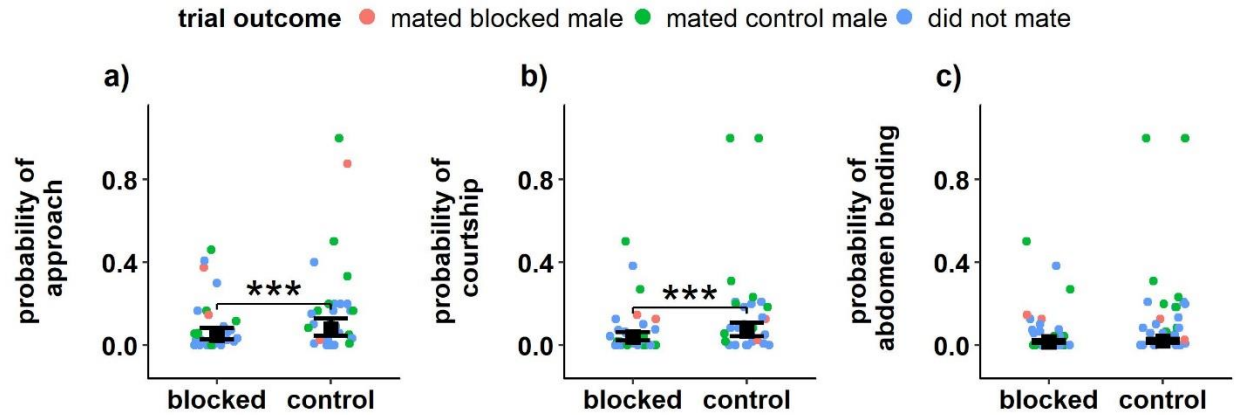 trial outcome mated blocked male mated control male did not mate
a)
probability of
approach
0.8
0.4
0.0
***
blocked control
b)
probability of
courtship
0.8
0.4
0.0
***
blocked control
c)
probability of
abdomen bending
0.8
0.4
0.0
blocked control